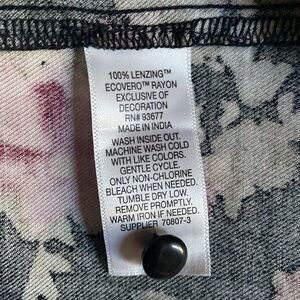 100% LENZING™
ECOVERO™ RAYON
EXCLUSIVE OF
DECORATION
RN# 93677
MADE IN INDIA
WASH INSIDE OUT.
MACHINE WASH COLD
WITH LIKE COLORS.
GENTLE CYCLE.
ONLY NON-CHLORINE
BLEACH WHEN NEEDED.
TUMBLE DRY LOW.
REMOVE PROMPTLY.
WARM IRON IF NEEDED.
SUPPLIER 70807-3